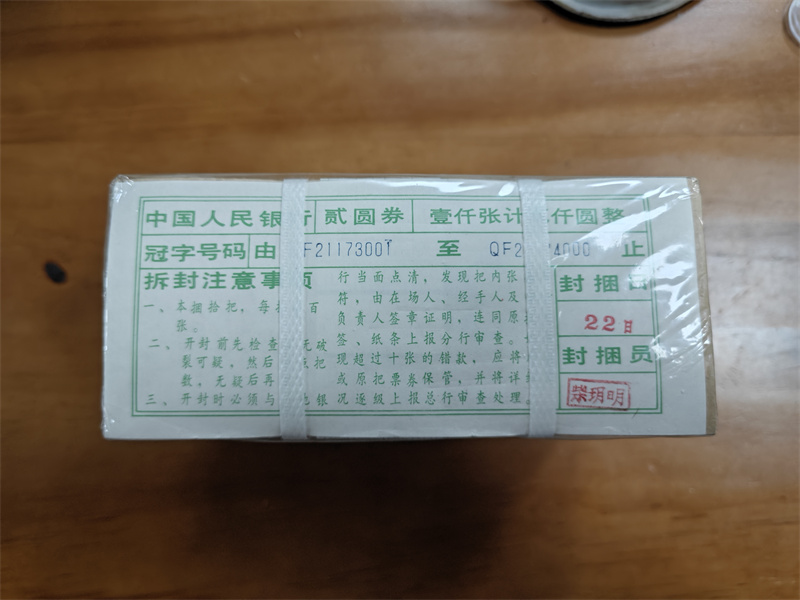 中国人民银行 贰圆券 壹仟张计 仟圆整
冠字号码 由 F21173001 至 QF2 4000 止
拆封注意事项
一、本捆拾把，每 百
张。
二、开封前先检查 无破
裂可疑，然后 点把
数，无疑后再
三、开封时必须与 银
行当面点清，发现把内张
符，由在场人、经手人及
负责人签章证明，连同原
签、纸条上报分行审查。
现超过十张的错款，应将
或原把票券保管，并将详
况逐级上报总行审查处理。
封捆日
22日
封捆员
明